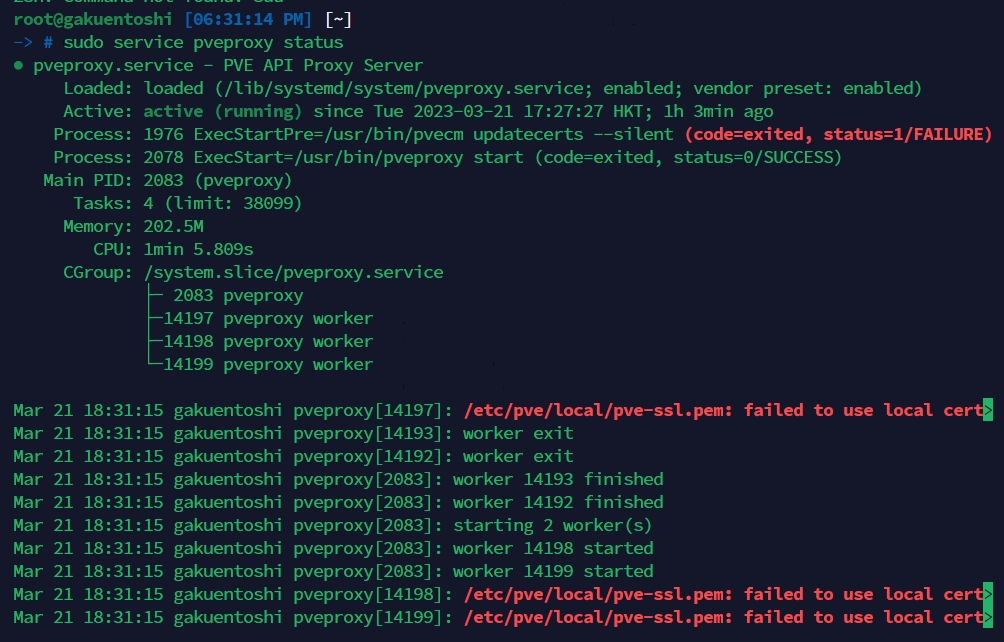 zsh: command not found: sud
root@gakuentoshi [06:31:14 PM] [~]
-> # sudo service pveproxy status
● pveproxy.service - PVE API Proxy Server
Loaded: loaded (/lib/systemd/system/pveproxy.service; enabled; vendor preset: enabled)
Active: active (running) since Tue 2023-03-21 17:27:27 HKT; 1h 3min ago
Process: 1976 ExecStartPre=/usr/bin/pvecm updatecerts --silent (code=exited, status=1/FAILURE)
Process: 2078 ExecStart=/usr/bin/pveproxy start (code=exited, status=0/SUCCESS)
Main PID: 2083 (pveproxy)
Tasks: 4 (limit: 38099)
Memory: 202.5M
CPU: 1min 5.809s
CGroup: /system.slice/pveproxy.service
├─ 2083 pveproxy
├─14197 pveproxy worker
├─14198 pveproxy worker
└─14199 pveproxy worker
Mar 21 18:31:15 gakuentoshi pveproxy[14197]: /etc/pve/local/pve-ssl.pem: failed to use local cert>
Mar 21 18:31:15 gakuentoshi pveproxy[14193]: worker exit
Mar 21 18:31:15 gakuentoshi pveproxy[14192]: worker exit
Mar 21 18:31:15 gakuentoshi pveproxy[2083]: worker 14193 finished
Mar 21 18:31:15 gakuentoshi pveproxy[2083]: worker 14192 finished
Mar 21 18:31:15 gakuentoshi pveproxy[2083]: starting 2 worker(s)
Mar 21 18:31:15 gakuentoshi pveproxy[2083]: worker 14198 started
Mar 21 18:31:15 gakuentoshi pveproxy[2083]: worker 14199 started
Mar 21 18:31:15 gakuentoshi pveproxy[14198]: /etc/pve/local/pve-ssl.pem: failed to use local cert>
Mar 21 18:31:15 gakuentoshi pveproxy[14199]: /etc/pve/local/pve-ssl.pem: failed to use local cert>